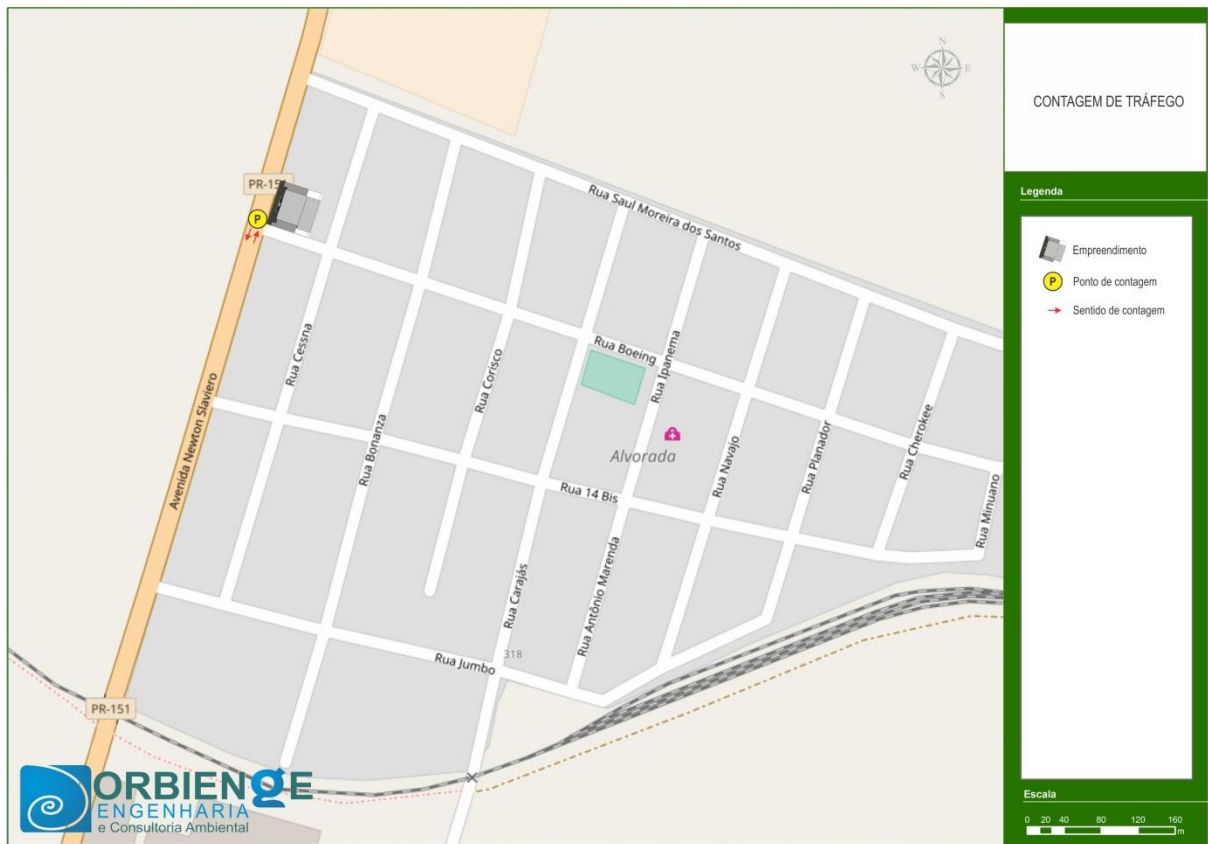 N
W
E
S
CONTAGEM DE TRÁFEGO
Legenda
Empreendimento
P
Ponto de contagem
Sentido de contagem
Escala
0 20 40 80 120 160
m
PR-15
P
Rua Saul Moreira dos Santos
Rua Boeing
Rua Ipanema
Rua Cessna
Rua Corisco
Avenida Newton Slaviero
Rua Bonanza
Alvorada
Rua Navajo
Rua Planador
Rua Cherokee
Rua Minuano
Rua 14 Bis
Rua Carajás
Rua Antônio Marenda
Rua Jumbo
318
PR-151
ORBIENGE
ENGENHARIA
e Consultoria Ambiental